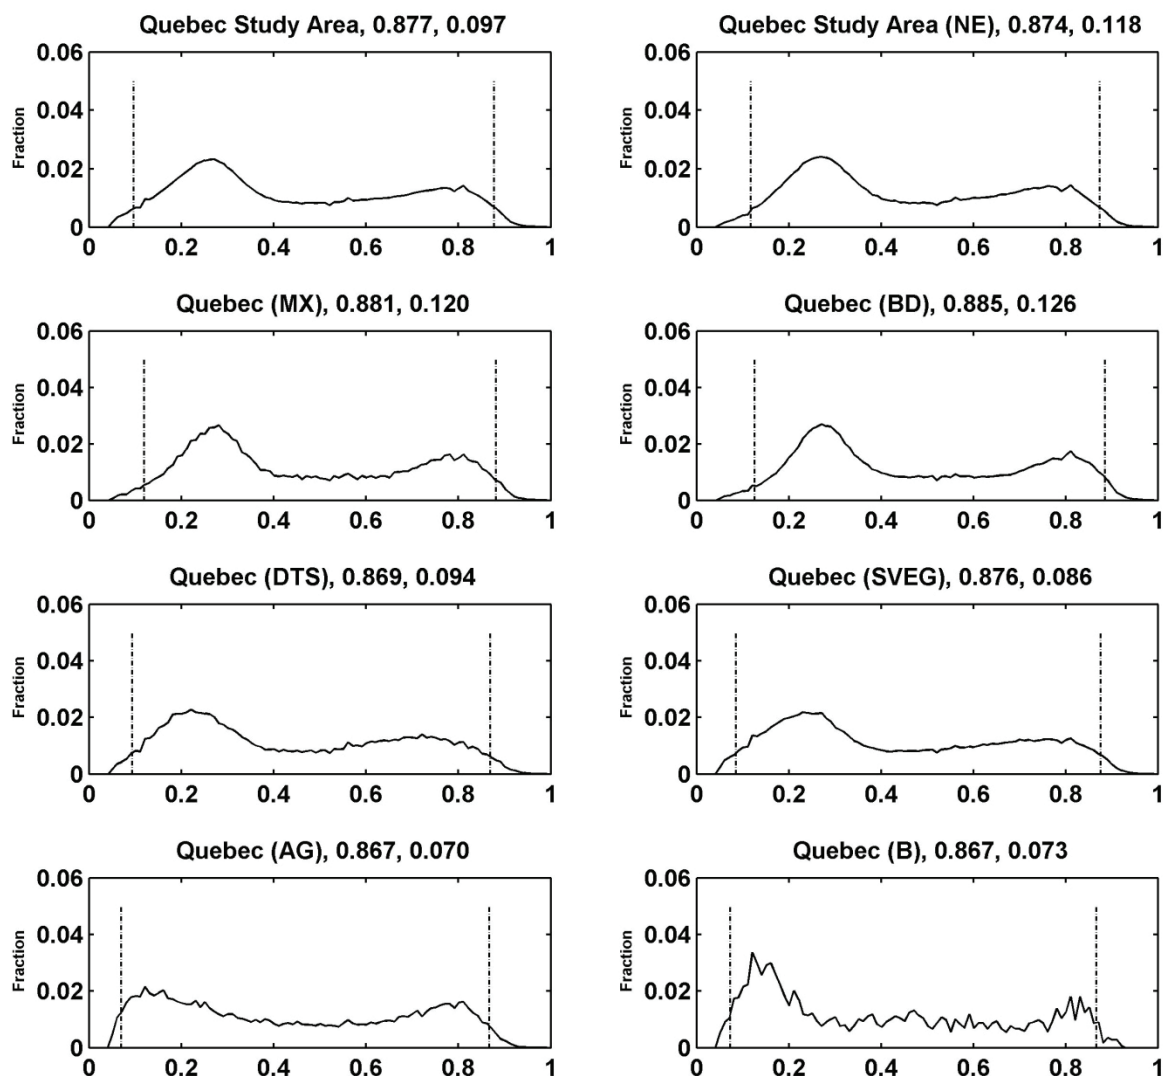 Quebec Study Area, 0.877, 0.097
0.06
0.04
0.02
0
Fraction
0 0.2 0.4 0.6 0.8 1
Quebec Study Area (NE), 0.874, 0.118
0.06
0.04
0.02
0
Fraction
0 0.2 0.4 0.6 0.8 1
Quebec (MX), 0.881, 0.120
0.06
0.04
0.02
0
Fraction
0 0.2 0.4 0.6 0.8 1
Quebec (BD), 0.885, 0.126
0.06
0.04
0.02
0
Fraction
0 0.2 0.4 0.6 0.8 1
Quebec (DTS), 0.869, 0.094
0.06
0.04
0.02
0
Fraction
0 0.2 0.4 0.6 0.8 1
Quebec (SVEG), 0.876, 0.086
0.06
0.04
0.02
0
Fraction
0 0.2 0.4 0.6 0.8 1
Quebec (AG), 0.867, 0.070
0.06
0.04
0.02
0
Fraction
0 0.2 0.4 0.6 0.8 1
Quebec (B), 0.867, 0.073
0.06
0.04
0.02
0
Fraction
0 0.2 0.4 0.6 0.8 1